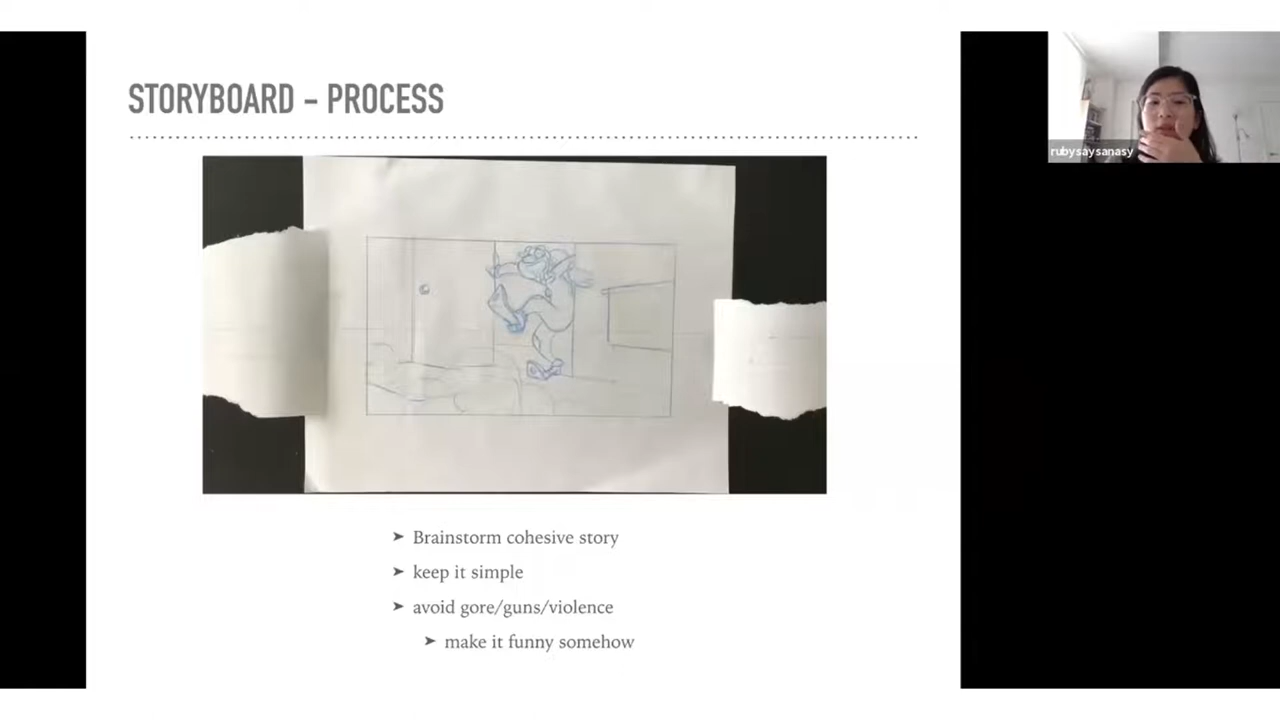 STORYBOARD – PROCESS
rubysaysanasy
➤ Brainstorm cohesive story
➤ keep it simple
➤ avoid gore/guns/violence
➤ make it funny somehow